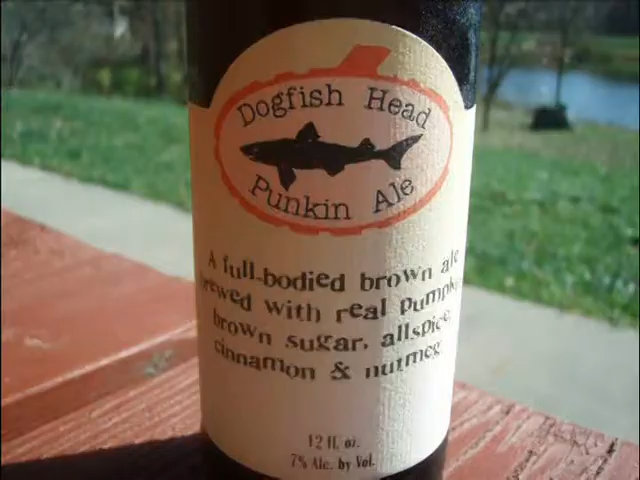 Dogfish Head
Punkin Ale
A full-bodied brown ale
brewed with real pumpkin
brown sugar, allspice,
cinnamon & nutmeg
12 fl. oz.
7% Alc. by Vol.